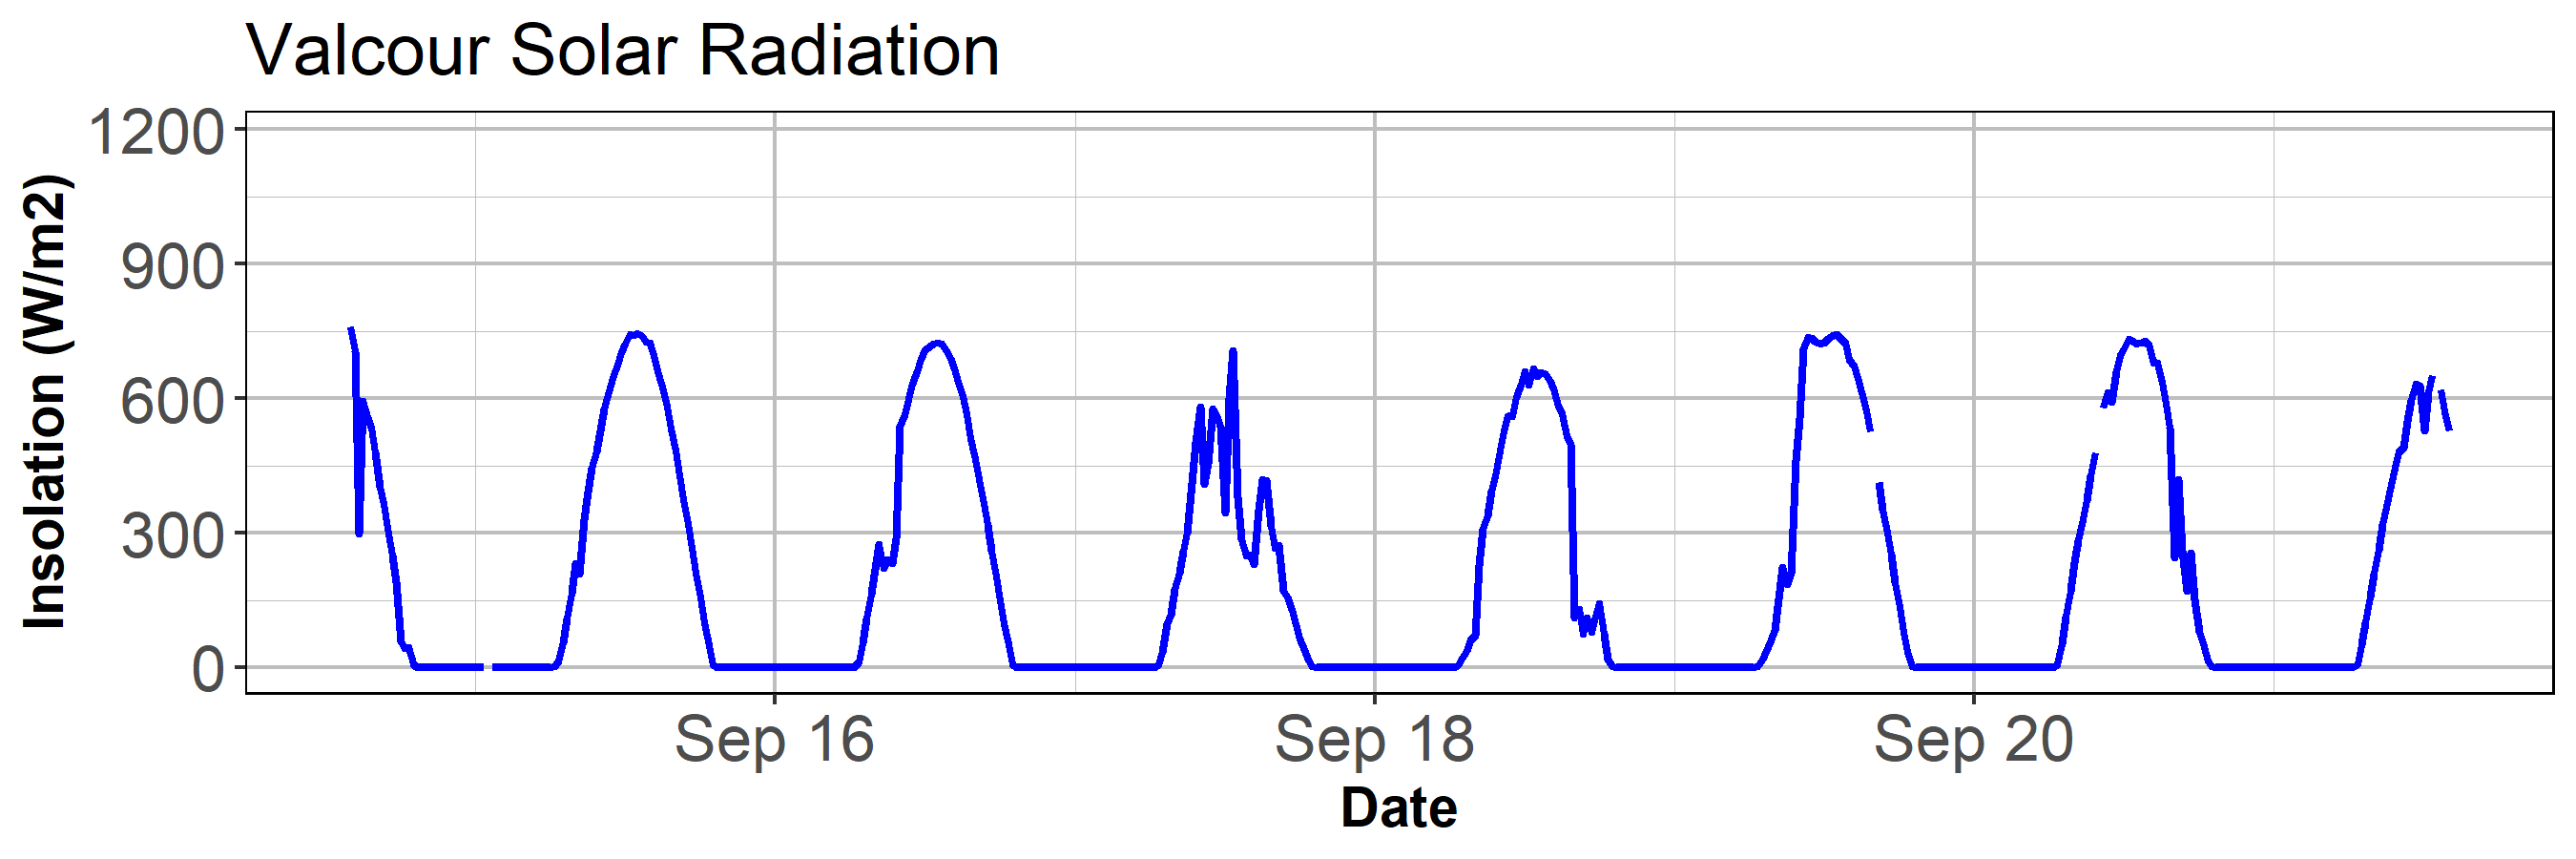 Valcour Solar Radiation
1200
900
600
300
0
Insolation (W/m2)
Sep 16
Sep 18
Sep 20
Date